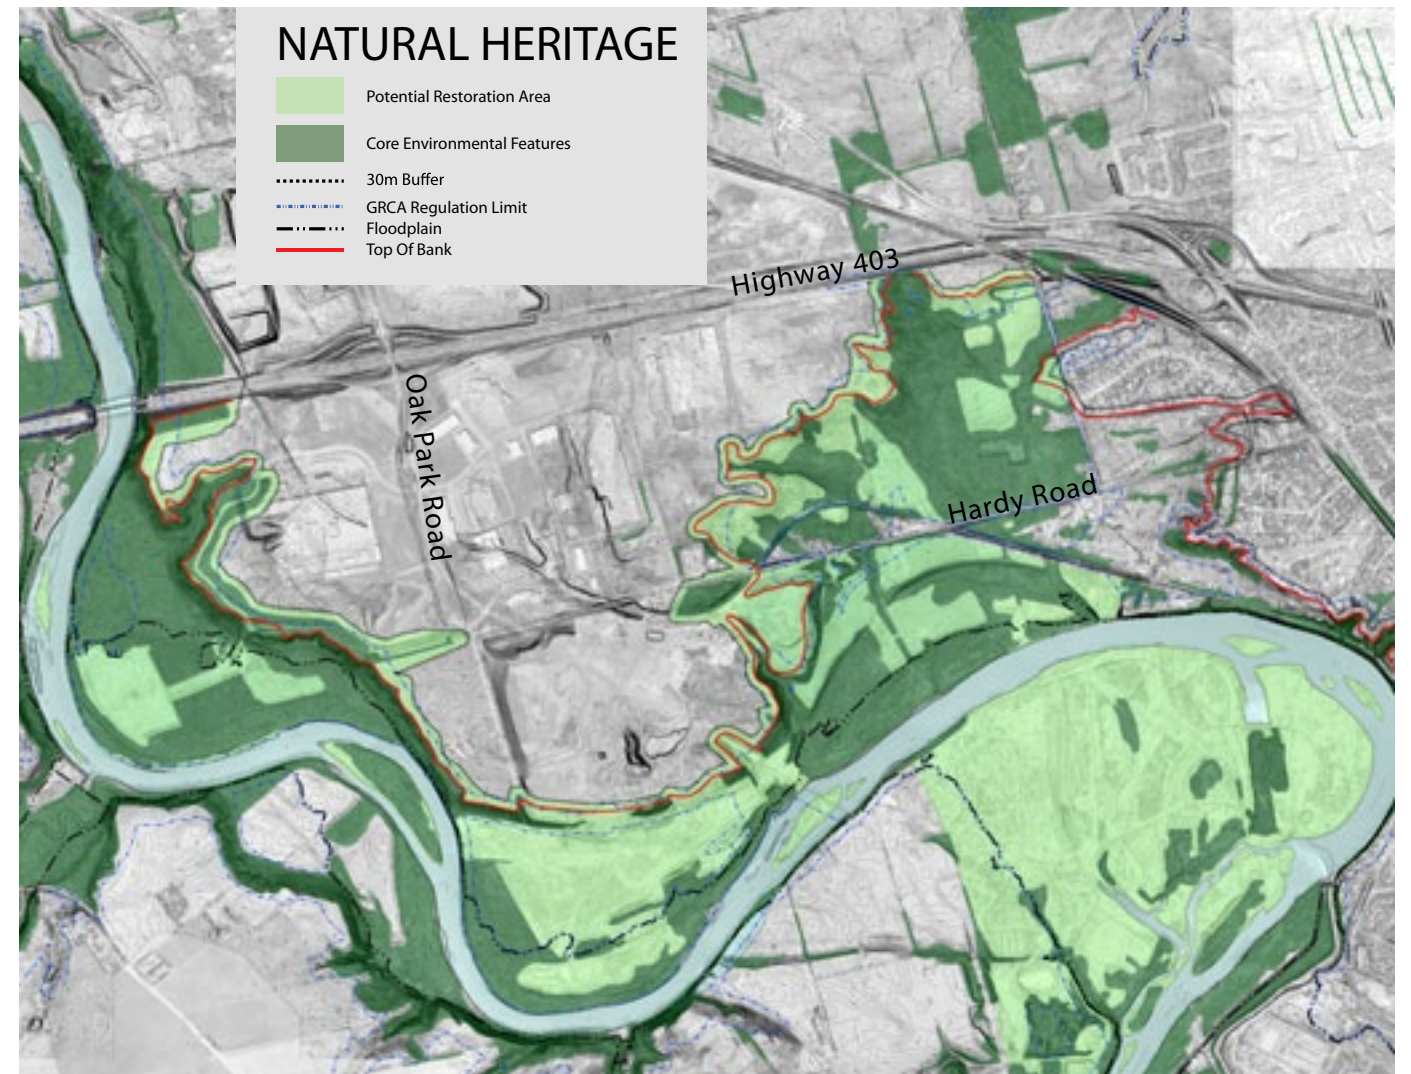 NATURAL HERITAGE
Potential Restoration Area
Core Environmental Features
30m Buffer
GRCA Regulation Limit
Floodplain
Top Of Bank
Highway 403
Oak Park Road
Hardy Road